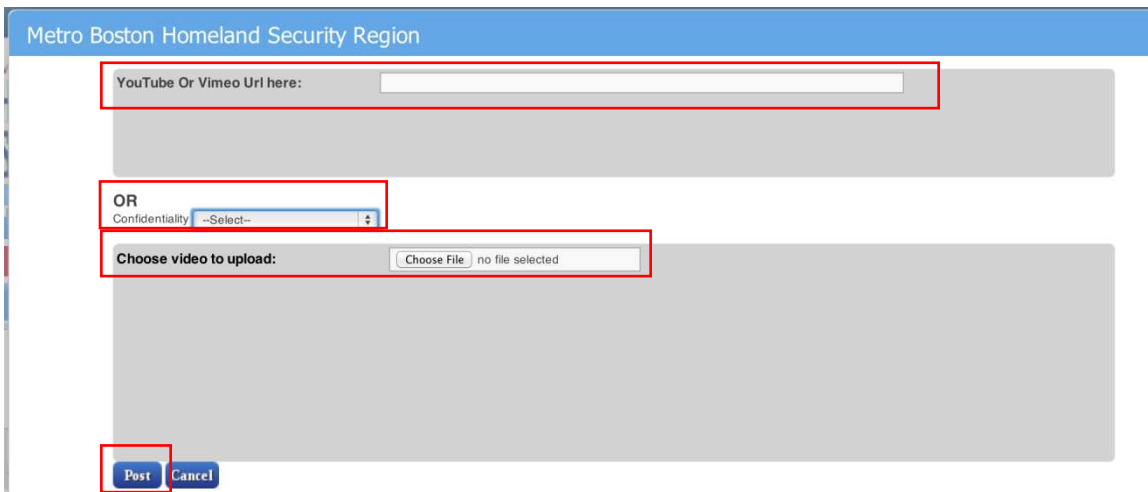 Metro Boston Homeland Security Region
YouTube Or Vimeo Url here:
OR
Confidentiality --Select--
Choose video to upload: Choose File no file selected
Post Cancel